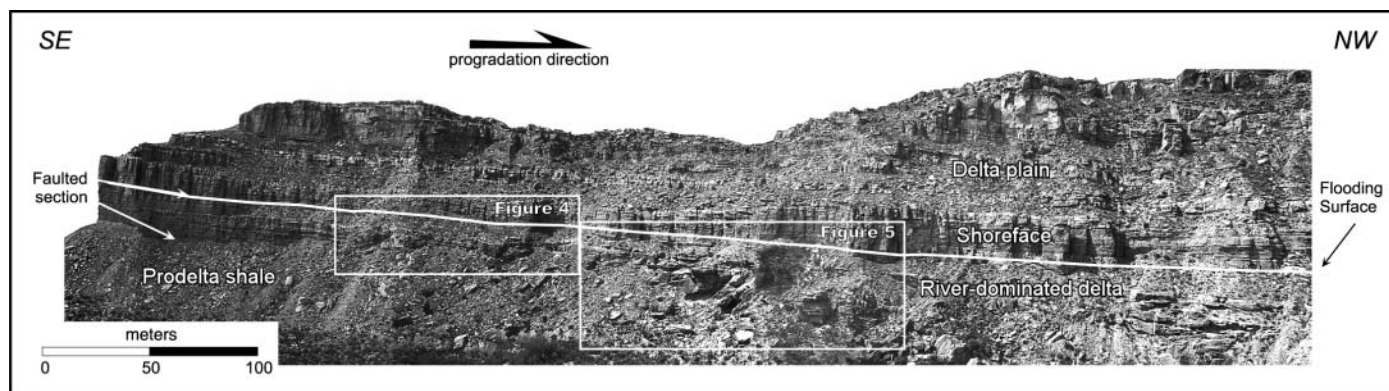 SE
NW
progradation direction
Delta plain
Faulted
section
Flooding
Surface
Figure 4
Figure 5
Shoreface
Prodelta shale
River-dominated delta
meters
0 50 100